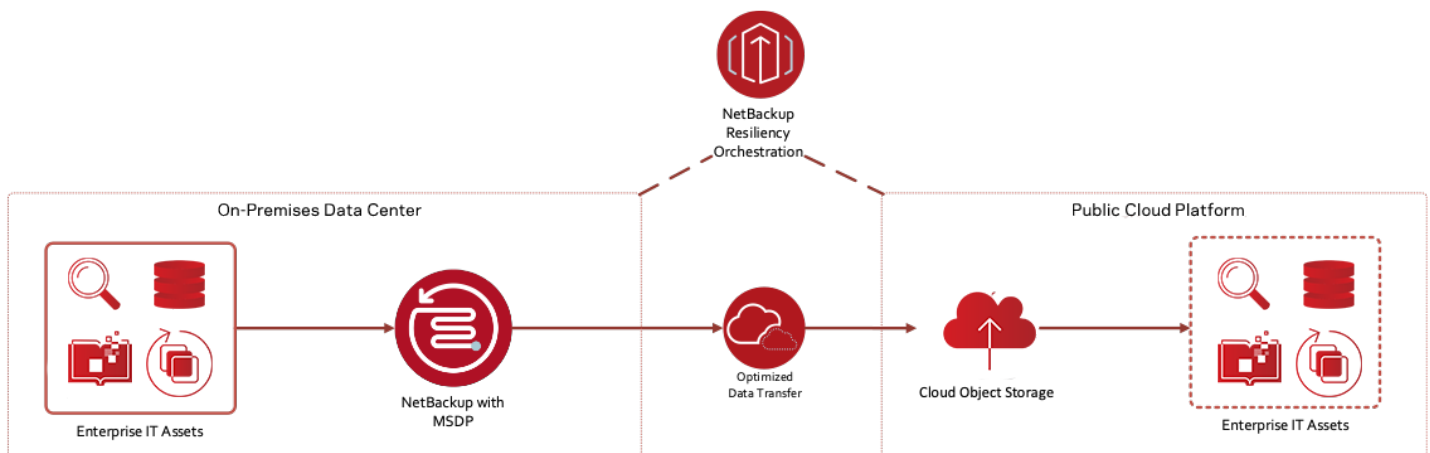 NetBackup
Resiliency
Orchestration
On-Premises Data Center
Public Cloud Platform
Enterprise IT Assets
NetBackup with
MSDP
Optimized
Data Transfer
Cloud Object Storage
Enterprise IT Assets